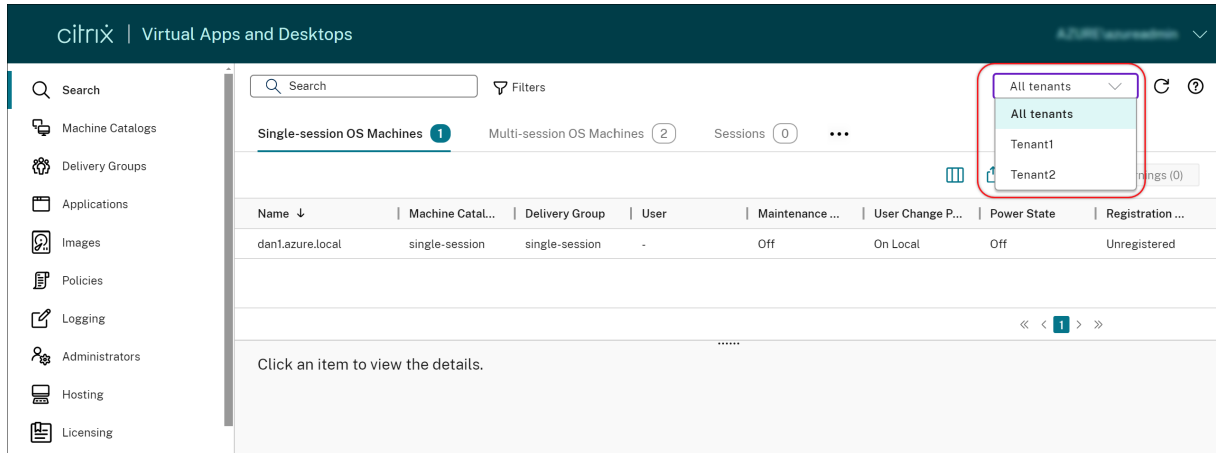 citrix | Virtual Apps and Desktops
Search
Machine Catalogs
Delivery Groups
Applications
Images
Policies
Logging
Administrators
Hosting
Licensing
Search
Filters
All tenants
All tenants
Tenant1
Tenant2
Single-session OS Machines 1
Multi-session OS Machines 2
Sessions 0
(0)
Name ↓ | Machine Catal... | Delivery Group | User | Maintenance ... | User Change P... | Power State | Registration ...
dan1.azure.local single-session single-session - Off On Local Off Unregistered
« < 1 > »
Click an item to view the details.